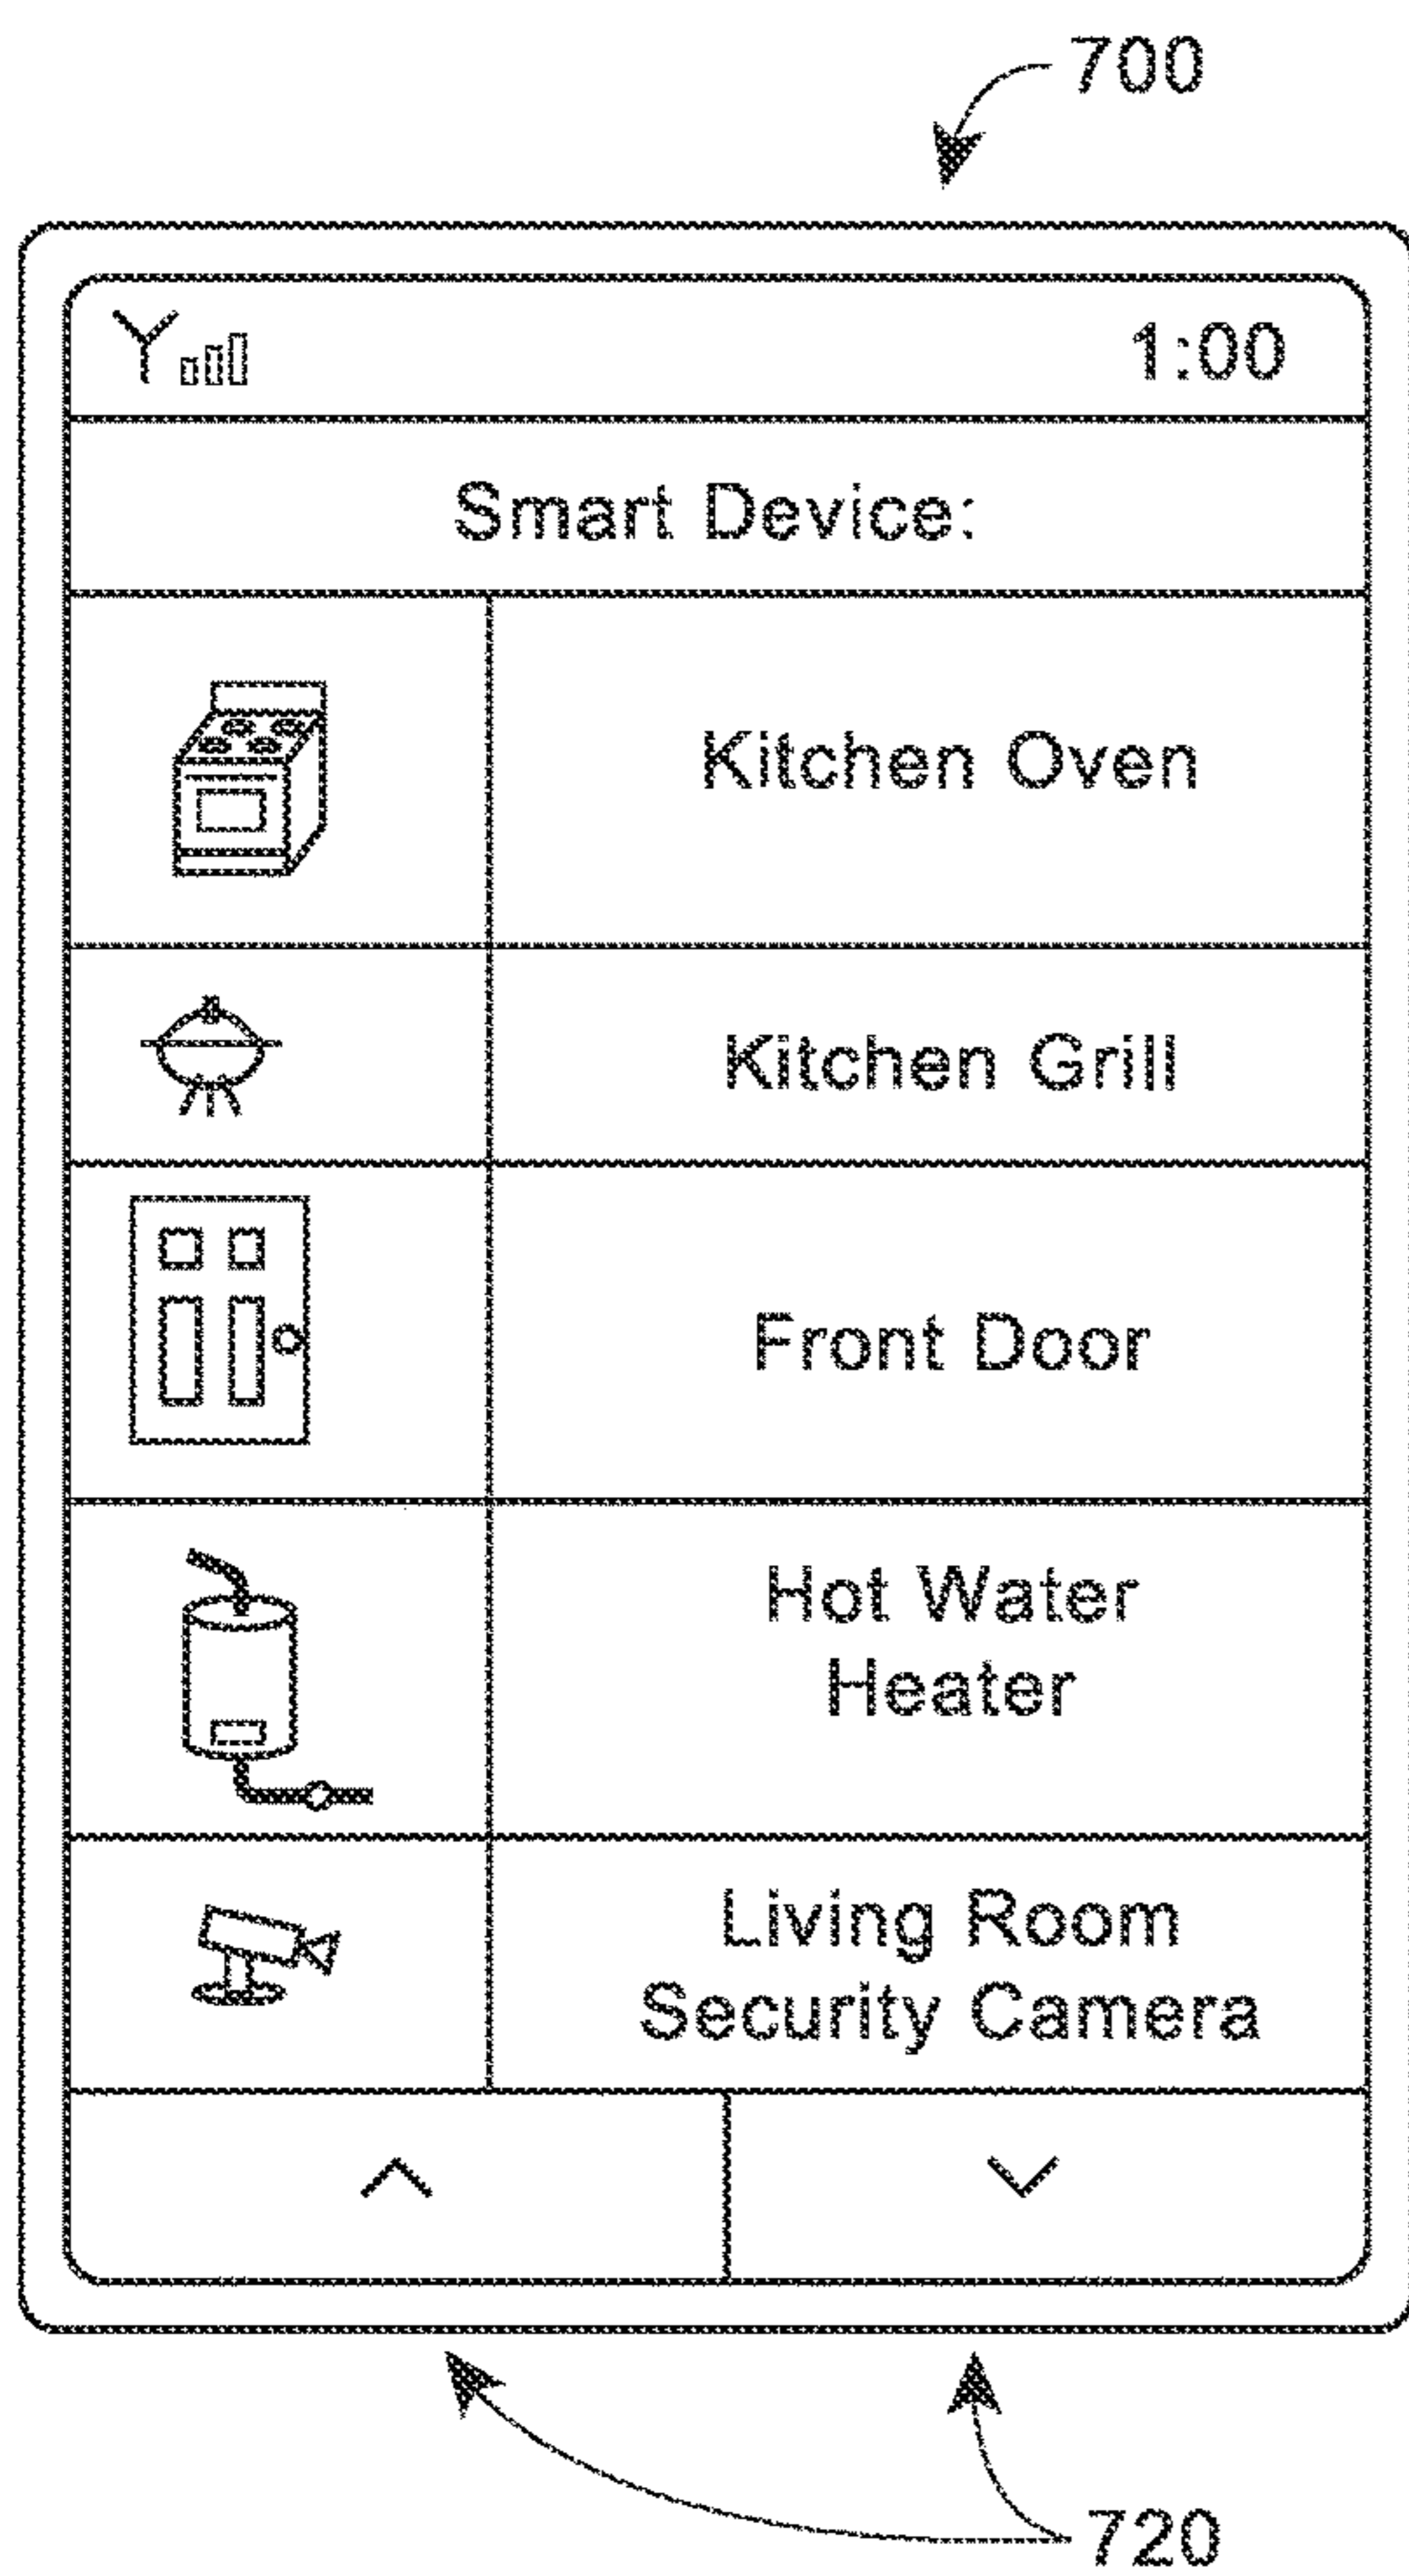 700
1:00
Smart Device:
Kitchen Oven
Kitchen Grill
Front Door
Hot Water
Heater
Living Room
Security Camera
720